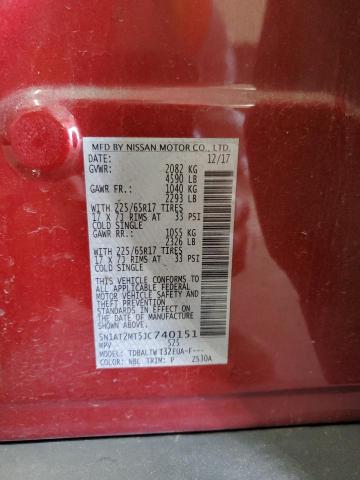 MFD BY NISSAN MOTOR CO., LTD.
DATE: 12/17
GVWR: 2082 KG
4590 LB
GAWR FR: 1040 KG
2293 LB
WITH 225/65R17 TIRES
17 X 7J RIMS AT 33 PSI
COLD SINGLE
GAWR RR: 1055 KG
2326 LB
WITH 225/65R17 TIRES
17 X 7J RIMS AT 33 PSI
COLD SINGLE
THIS VEHICLE CONFORMS TO
ALL APPLICABLE FEDERAL
MOTOR VEHICLE SAFETY AND
THEFT PREVENTION
STANDARDS IN EFFECT ON
THE DATE OF MANUFACTURE
SHOWN ABOVE.
5N1AT2MT5JC740151
MPV 525
MODEL: TDBALTW T32EUA-F---
COLOR: NBL TRIM: P ZS10A